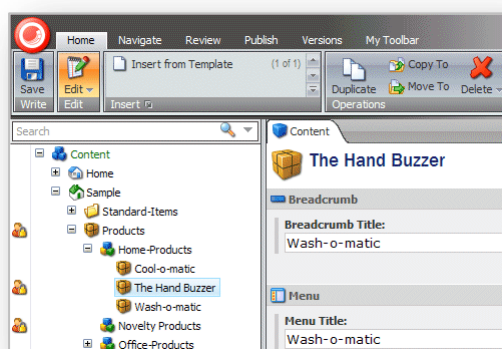 Home Navigate Review Publish Versions My Toolbar
Insert from Template (1 of 1) Copy To
Save Edit Duplicate Move To Delete
Write Edit Insert Operations
Search Content
Content The Hand Buzzer
Home
Sample Breadcrumb
Standard-Items Breadcrumb Title:
Products Wash-o-matic
Home-Products
Cool-o-matic
The Hand Buzzer Menu
Wash-o-matic
Novelty Products Menu Title:
Office-Products Wash-o-matic